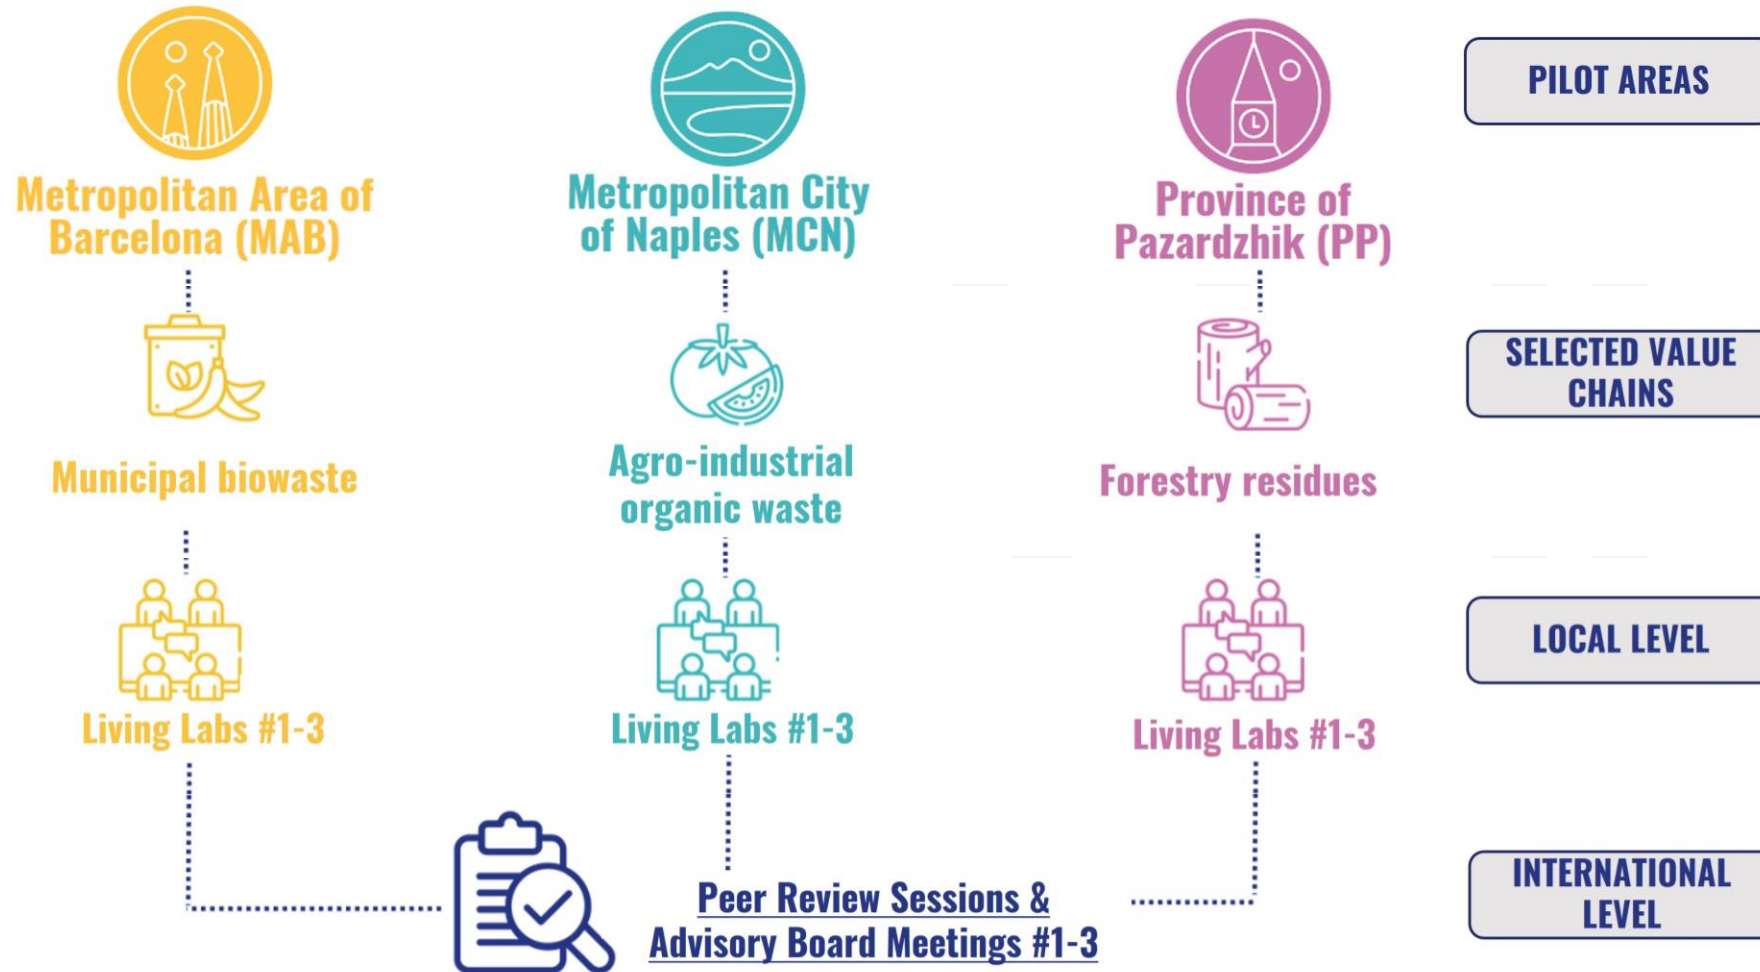 Metropolitan Area of
Barcelona (MAB)
Metropolitan City
of Naples (MCN)
Province of
Pazardzhik (PP)
PILOT AREAS
Municipal biowaste
Agro-industrial
organic waste
Forestry residues
SELECTED VALUE
CHAINS
Living Labs #1-3
Living Labs #1-3
Living Labs #1-3
LOCAL LEVEL
Peer Review Sessions &
Advisory Board Meetings #1-3
INTERNATIONAL
LEVEL